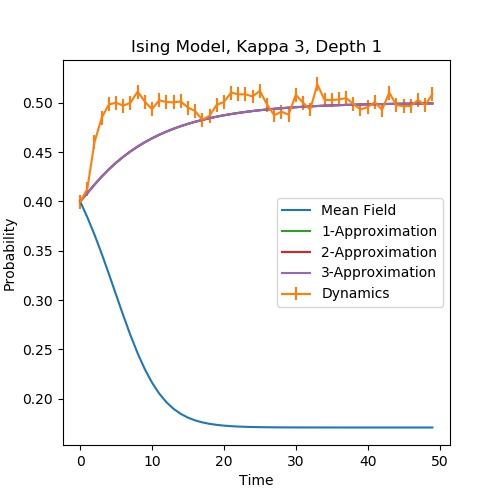 Ising Model, Kappa 3, Depth 1
0.50
0.45
0.40
0.35
0.30
0.25
0.20
Probability
Mean Field
1-Approximation
2-Approximation
3-Approximation
Dynamics
0
10
20
30
40
50
Time